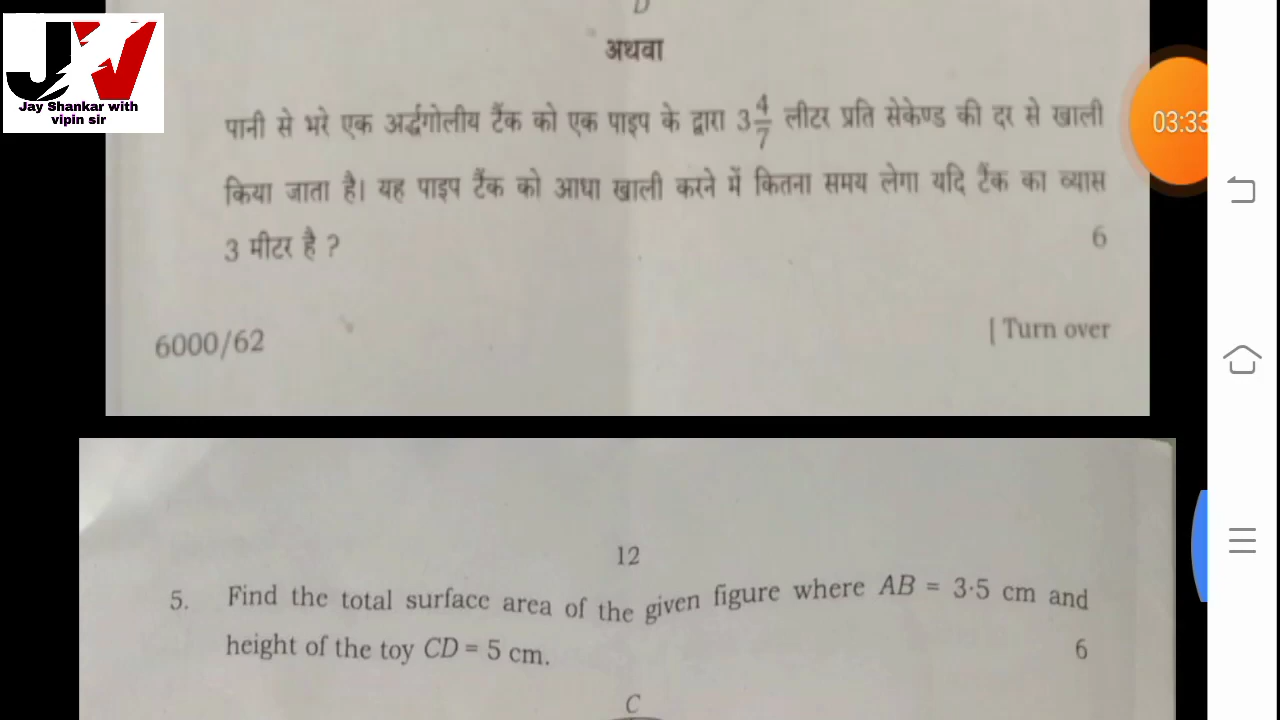 Jay Shankar with
vipin sir
D
अथवा
पानी से भरे एक अर्द्धगोलीय टैंक को एक पाइप के द्वारा 3 4/7 लीटर प्रति सेकेण्ड की दर से खाली
किया जाता है। यह पाइप टैंक को आधा खाली करने में कितना समय लेगा यदि टैंक का व्यास
3 मीटर है ?
6
6000/62
[ Turn over
03:33
12
5. Find the total surface area of the given figure where AB = 3·5 cm and
height of the toy CD = 5 cm.
6
C